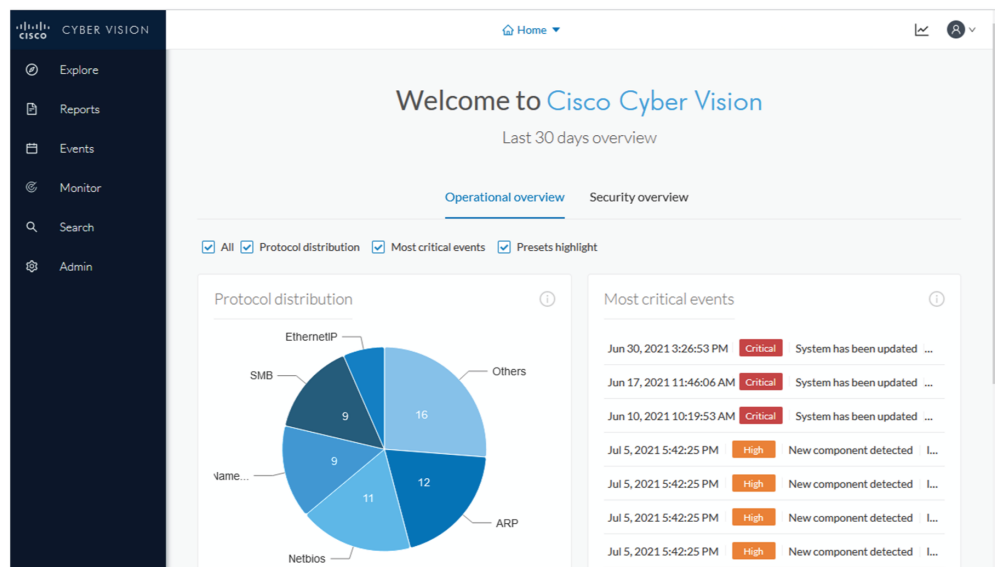 CISCO CYBER VISION
Home
Explore
Reports
Events
Monitor
Search
Admin
Welcome to Cisco Cyber Vision
Last 30 days overview
Operational overview Security overview
All Protocol distribution Most critical events Presets highlight
Protocol distribution
EthernetIP
SMB
Others
9
16
9
Name...
12
11
ARP
Netbios
Most critical events
Jun 30, 2021 3:26:53 PM Critical System has been updated ...
Jun 17, 2021 11:46:06 AM Critical System has been updated ...
Jun 10, 2021 10:19:53 AM Critical System has been updated ...
Jul 5, 2021 5:42:25 PM High New component detected I...
Jul 5, 2021 5:42:25 PM High New component detected I...
Jul 5, 2021 5:42:25 PM High New component detected I...
Jul 5, 2021 5:42:25 PM High New component detected I...